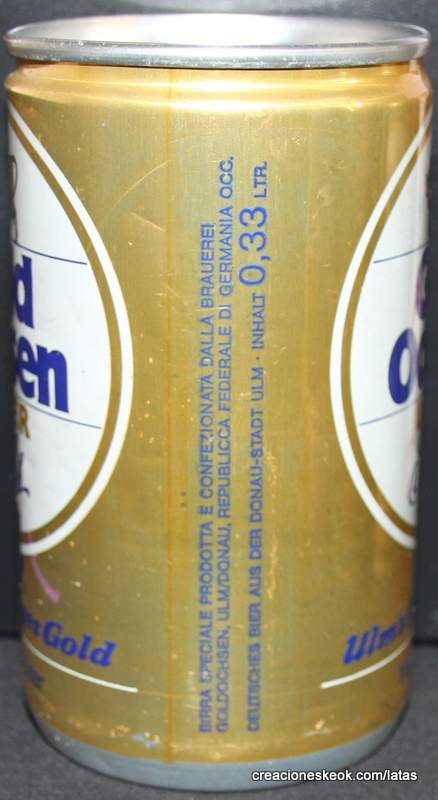 BIRRA SPECIALE PRODOTTA E CONFEZIONATA DALLA BRAUEREI
GOLDOCHSEN, ULM/DONAU, REPUBLICCA FEDERALE DI GERMANIA OCC.
DEUTSCHES BIER AUS DER DONAU-STADT ULM · INHALT 0,33 LTR.
Gold
creacioneskeok.com/latas